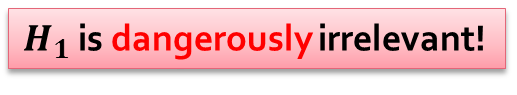 H₁ is dangerously irrelevant!